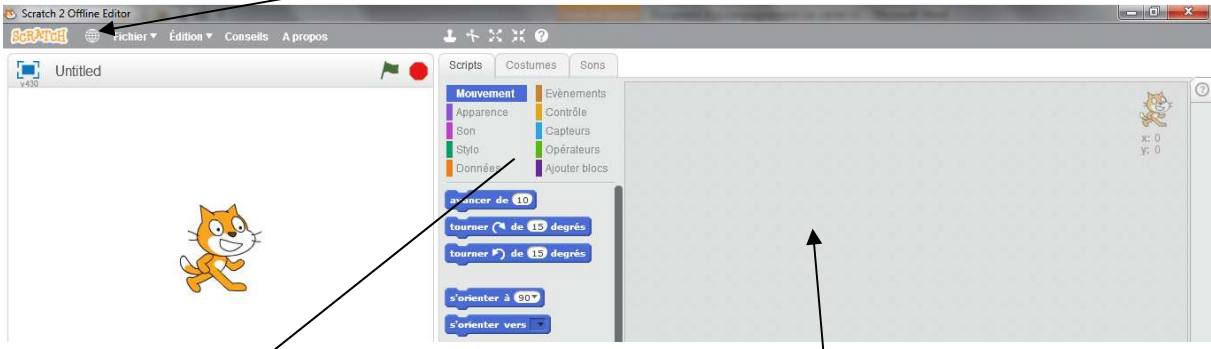 Scratch 2 Offline Editor
SCRATCH Fichier Édition Conseils A propos
Untitled
v430
Scripts Costumes Sons
Mouvement Evènements
Apparence Contrôle
Son Capteurs
Stylo Opérateurs
Données Ajouter blocs
avancer de 10
tourner de 15 degrés
tourner de 15 degrés
s'orienter à 90
s'orienter vers
x: 0
y: 0